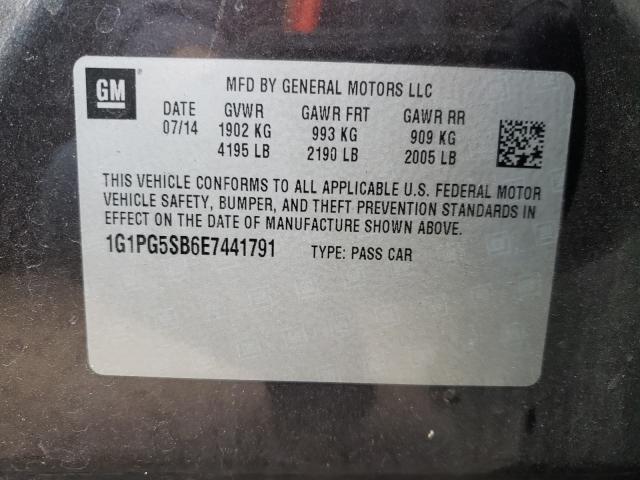 GM
MFD BY GENERAL MOTORS LLC
DATE GVWR GAWR FRT GAWR RR
07/14 1902 KG 993 KG 909 KG
4195 LB 2190 LB 2005 LB
THIS VEHICLE CONFORMS TO ALL APPLICABLE U.S. FEDERAL MOTOR
VEHICLE SAFETY, BUMPER, AND THEFT PREVENTION STANDARDS IN
EFFECT ON THE DATE OF MANUFACTURE SHOWN ABOVE.
1G1PG5SB6E7441791 TYPE: PASS CAR